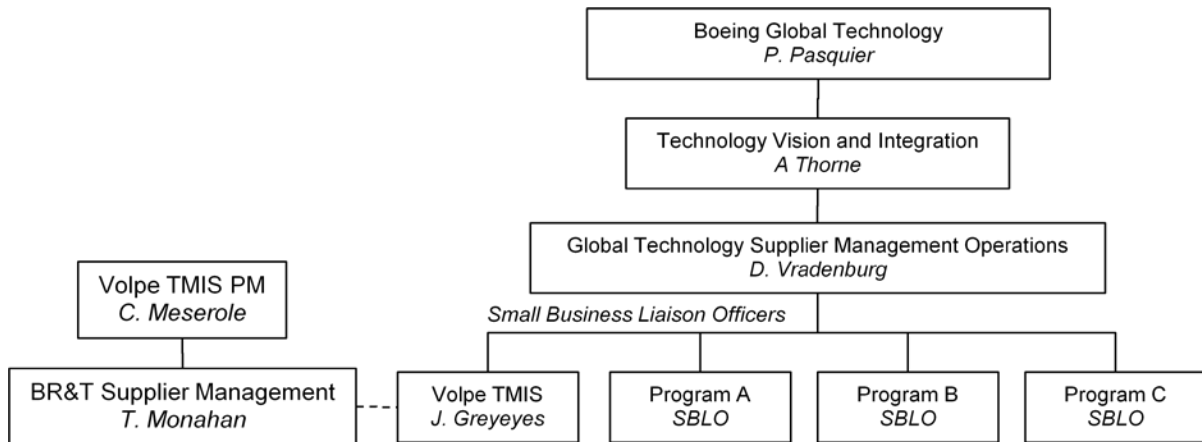 Boeing Global Technology
P. Pasquier
Technology Vision and Integration
A Thorne
Global Technology Supplier Management Operations
D. Vradenburg
Volpe TMIS PM
C. Meserole
Small Business Liaison Officers
BR&T Supplier Management
T. Monahan
Volpe TMIS
J. Greyeyes
Program A
SBLO
Program B
SBLO
Program C
SBLO